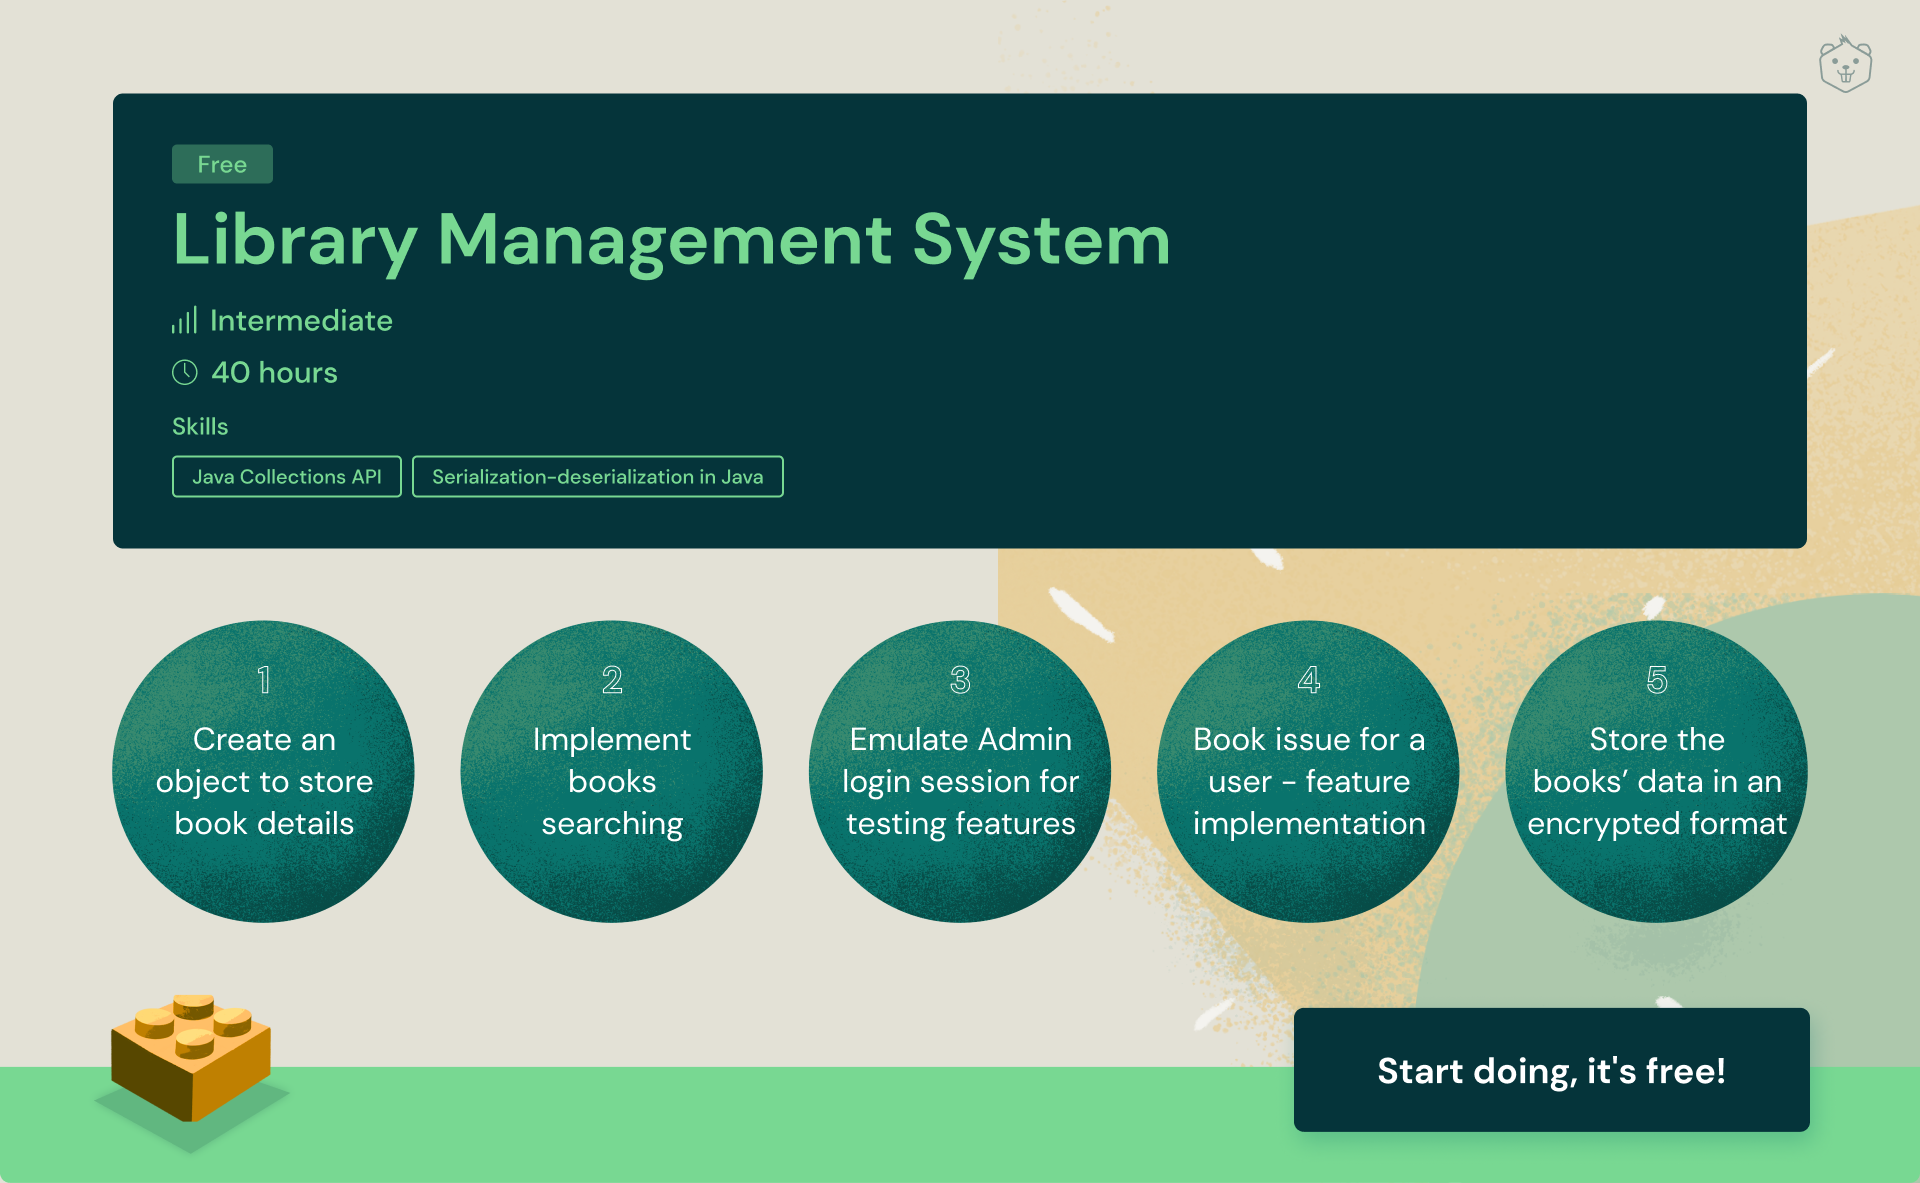 Free
Library Management System
Intermediate
40 hours
Skills
Java Collections API
Serialization-deserialization in Java
1
Create an
object to store
book details
2
Implement
books
searching
3
Emulate Admin
login session for
testing features
4
Book issue for a
user - feature
implementation
5
Store the
books’ data in an
encrypted format
Start doing, it's free!